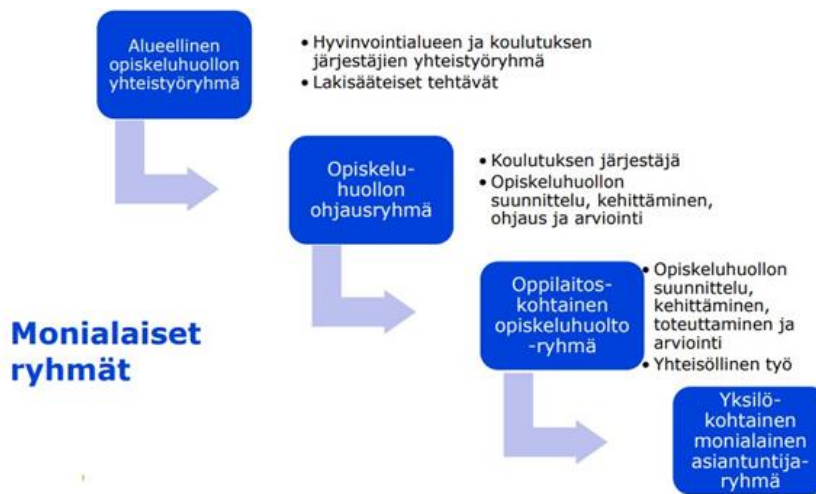 Alueellinen
opiskeluhuollon
yhteistyöryhmä
• Hyvinvointialueen ja koulutuksen
järjestäjien yhteistyöryhmä
• Lakisääteiset tehtävät
Opiskelu-
huollon
ohjausryhmä
• Koulutuksen järjestäjä
• Opiskeluhuollon
suunnittelu, kehittäminen,
ohjaus ja arviointi
Oppilaitos-
kohtainen
opiskeluhuolto
-ryhmä
• Opiskeluhuollon
suunnittelu,
kehittäminen,
toteuttaminen ja
arviointi
• Yhteisöllinen työ
Monialaiset
ryhmät
Yksilö-
kohtainen
monialainen
asiantuntija-
ryhmä